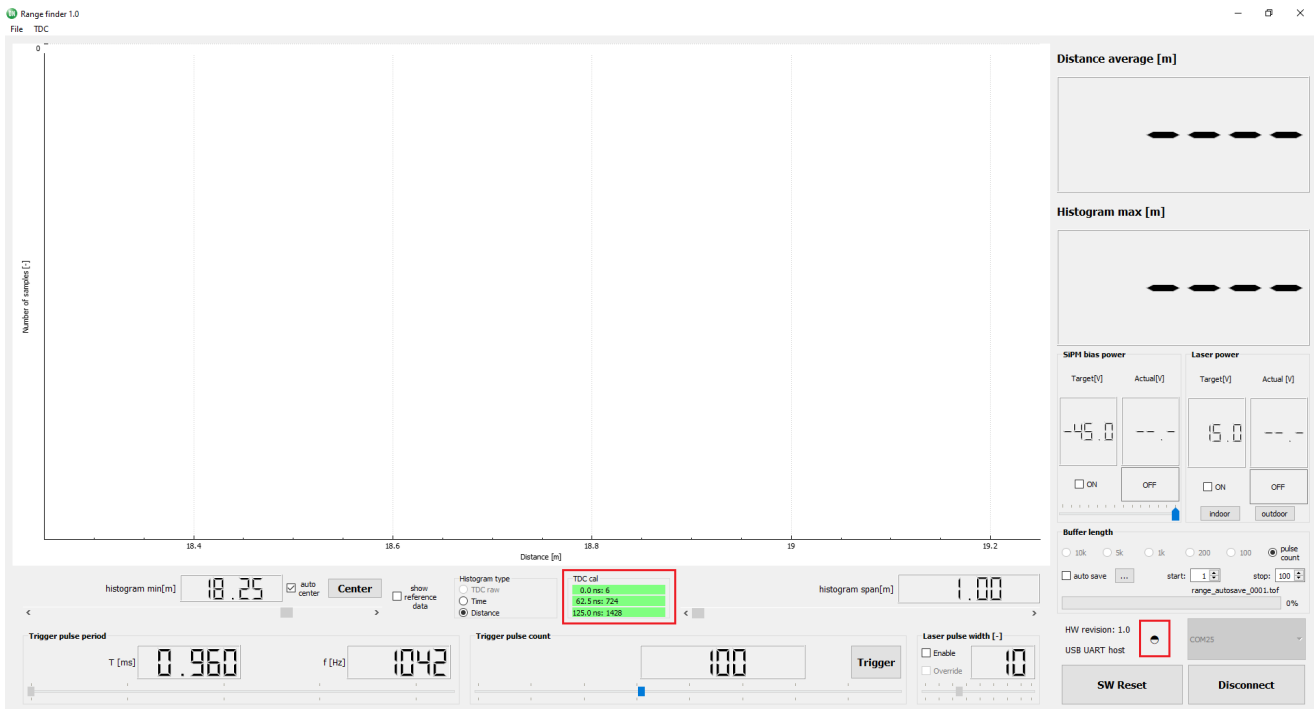 Range finder 1.0
File TDC
Distance average [m]
----
Histogram max [m]
----
0
Number of samples [-]
18.4 18.6 18.8 19 19.2
Distance [m]
SiPM bias power
Target[V] Actual[V]
-45.0 --.-
ON OFF
Laser power
Target[V] Actual [V]
15.0 --.-
ON OFF
indoor outdoor
Buffer length
10k 5k 1k 200 100 pulse count
auto save ... start: 1 stop: 100
range_autosave_0001.tof
0%
histogram min[m] 18.25 auto center Center show reference data
Histogram type
TDC raw
Time
Distance
TDC cal
0.0 ns: 6
62.5 ns: 724
125.0 ns: 1428
histogram span[m] 1.00
Trigger pulse period
T [ms] 0.960 f [Hz] 1042
Trigger pulse count
100 Trigger
Laser pulse width [-]
Enable
Override
10
HW revision: 1.0
USB UART host
COM25
SW Reset Disconnect